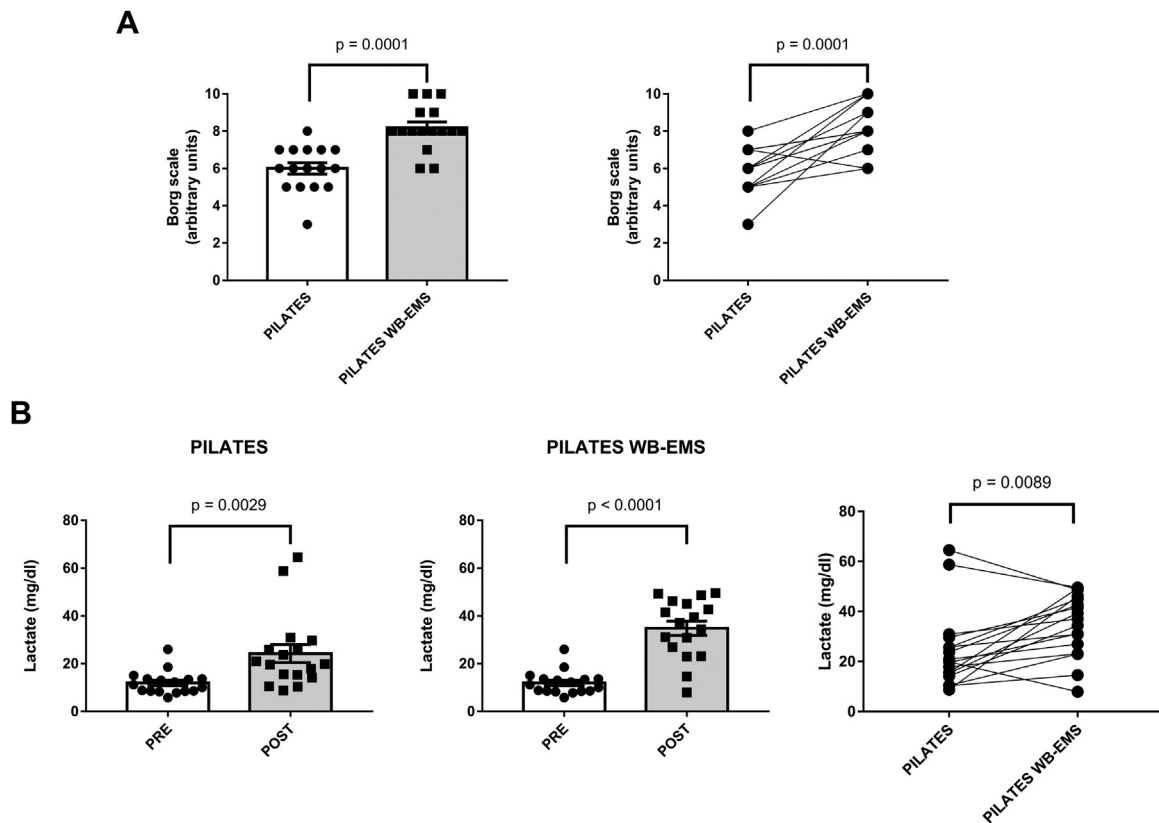 A
p = 0.0001
Borg scale
(arbitrary units)
10
8
6
4
2
0
PILATES
PILATES WB-EMS
p = 0.0001
Borg scale
(arbitrary units)
10
8
6
4
2
0
PILATES
PILATES WB-EMS
B
PILATES
p = 0.0029
Lactate (mg/dl)
80
60
40
20
0
PRE
POST
PILATES WB-EMS
p < 0.0001
Lactate (mg/dl)
80
60
40
20
0
PRE
POST
p = 0.0089
Lactate (mg/dl)
80
60
40
20
0
PILATES
PILATES WB-EMS